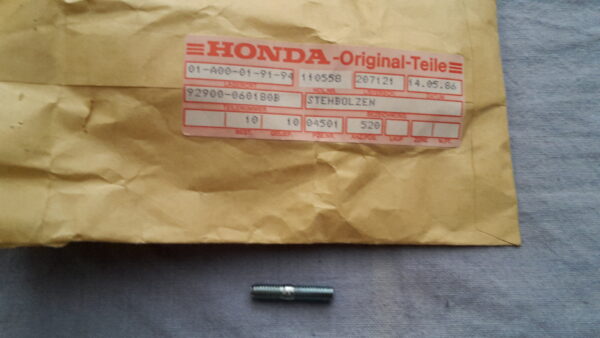 HONDA-Original-Teile
01-A00-01-91-94 110558 207121 14.05.86
92900-060180B STEHBOLZEN
10 10 04501 520